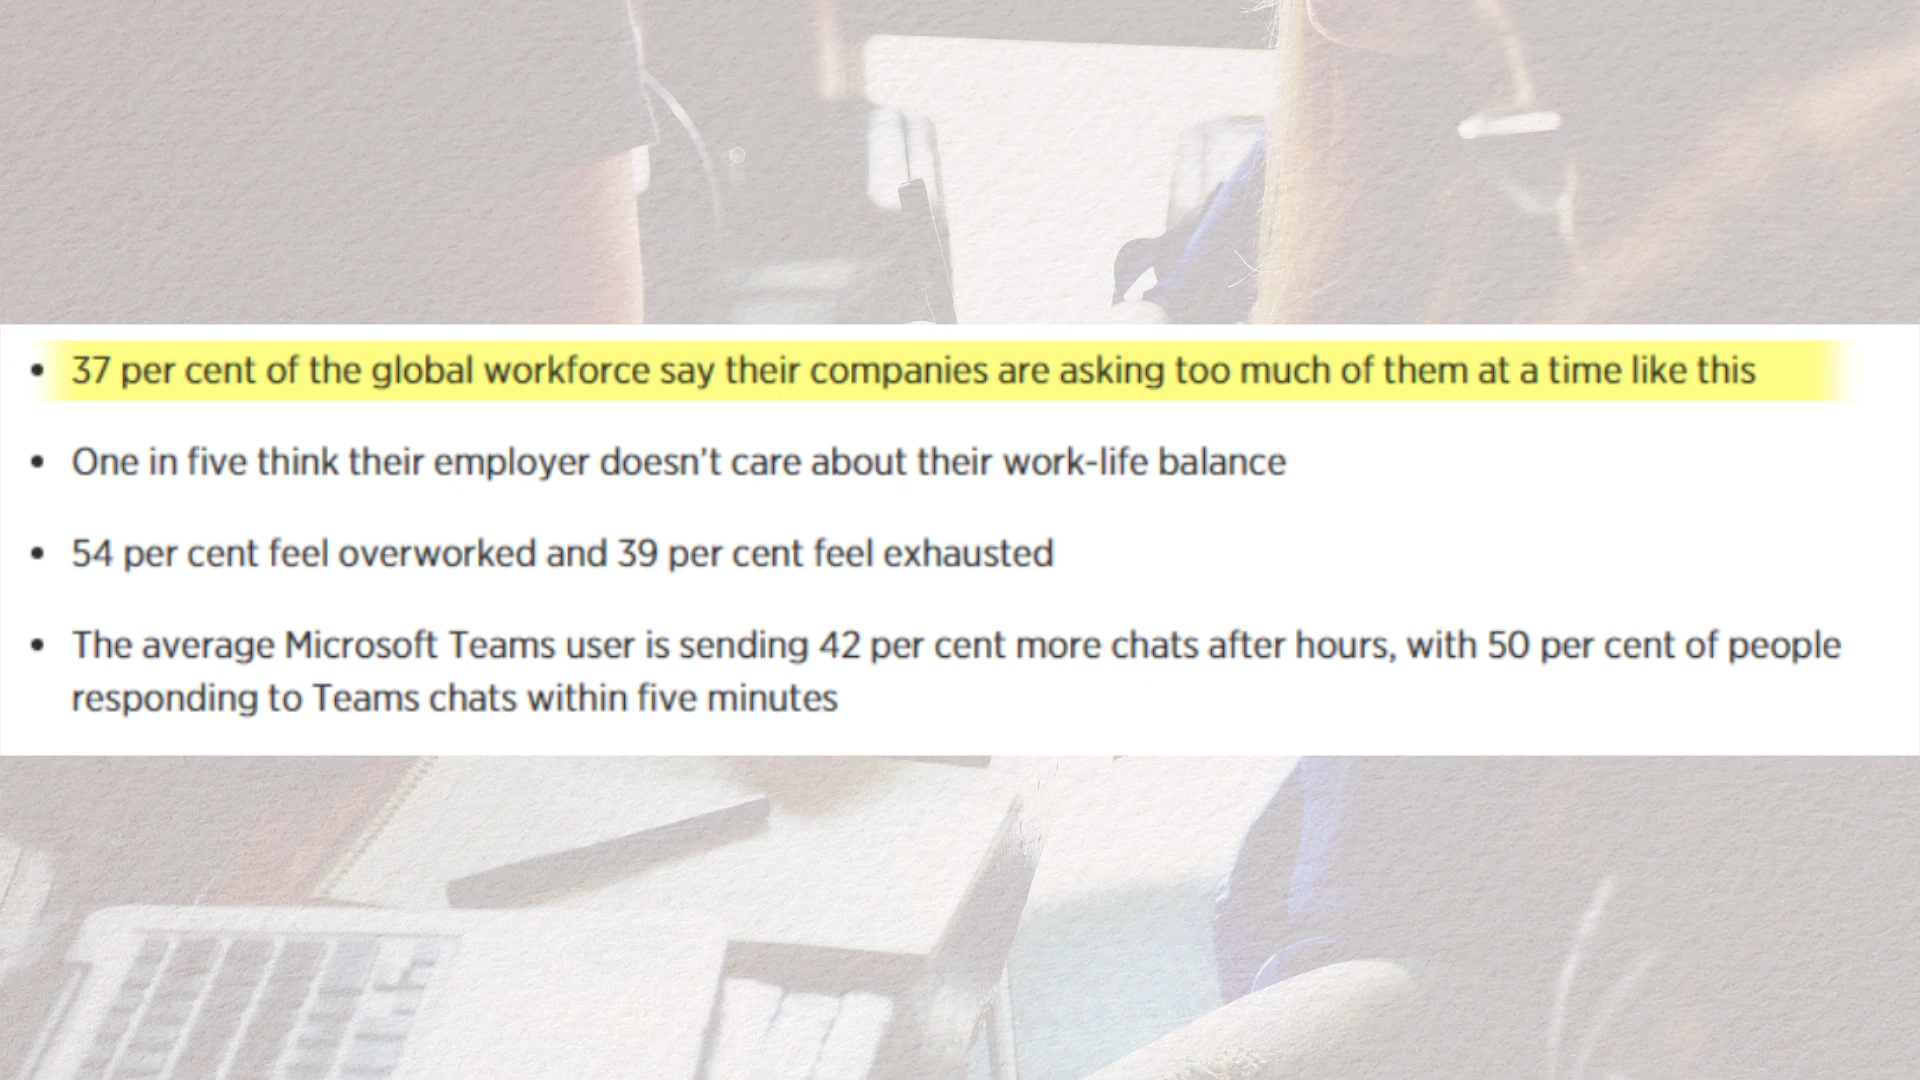 • 37 per cent of the global workforce say their companies are asking too much of them at a time like this
• One in five think their employer doesn't care about their work-life balance
• 54 per cent feel overworked and 39 per cent feel exhausted
• The average Microsoft Teams user is sending 42 per cent more chats after hours, with 50 per cent of people
responding to Teams chats within five minutes